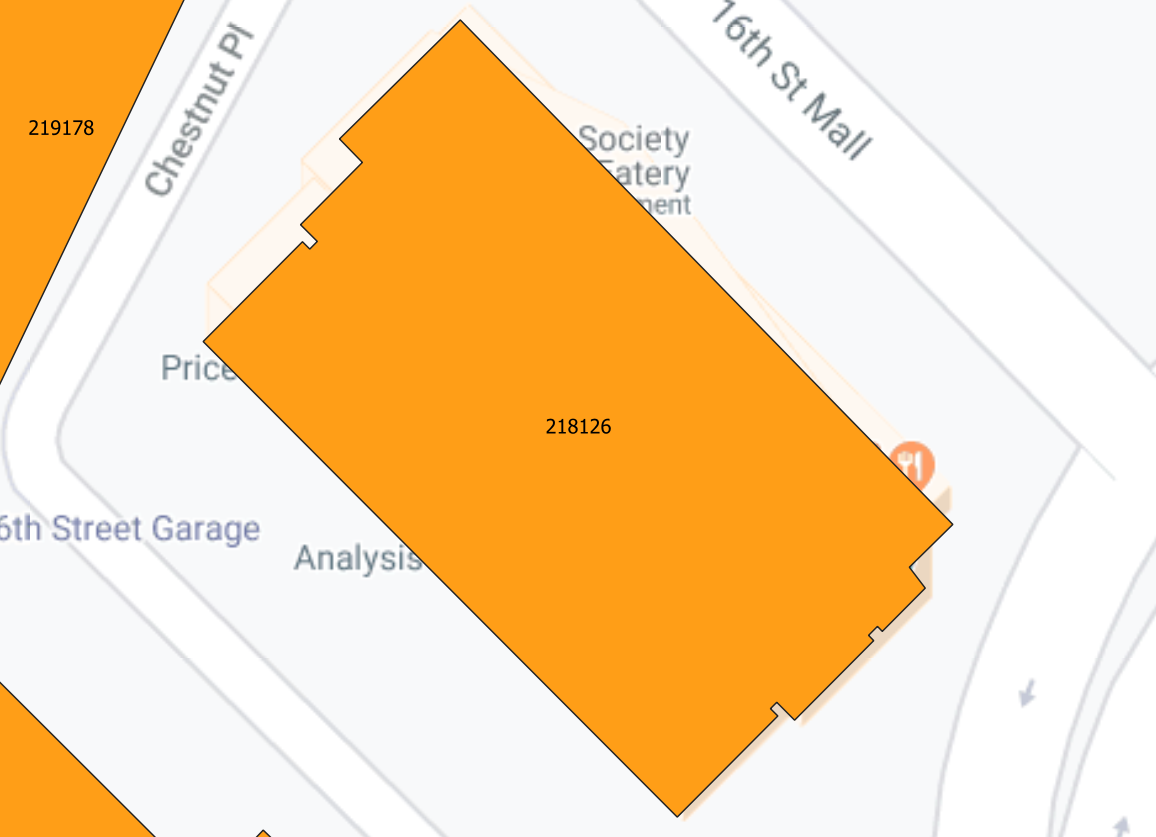 16th St Mall
Chestnut Pl
219178
Society
Eatery
218126
Price
6th Street Garage
Analysis